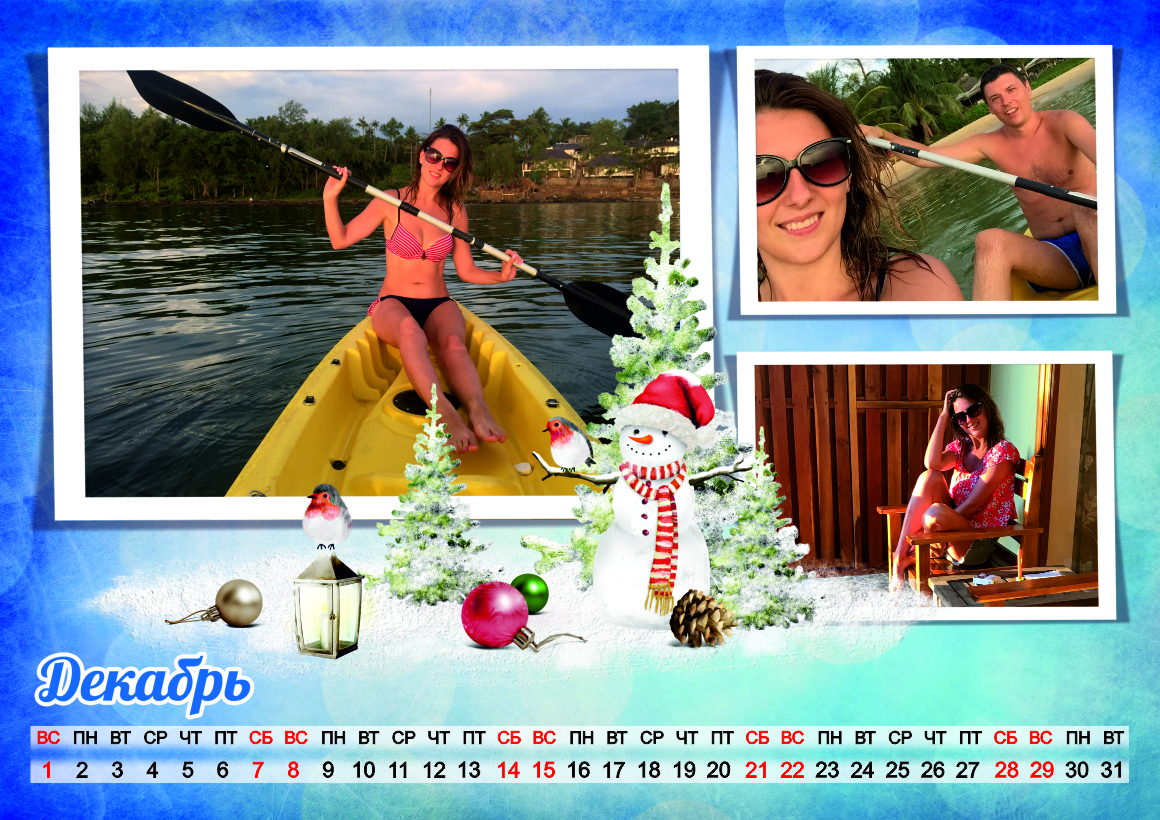 Декабрь
ВС ПН ВТ СР ЧТ ПТ СБ ВС ПН ВТ СР ЧТ ПТ СБ ВС ПН ВТ СР ЧТ ПТ СБ ВС ПН ВТ СР ЧТ ПТ СБ ВС ПН ВТ
1 2 3 4 5 6 7 8 9 10 11 12 13 14 15 16 17 18 19 20 21 22 23 24 25 26 27 28 29 30 31